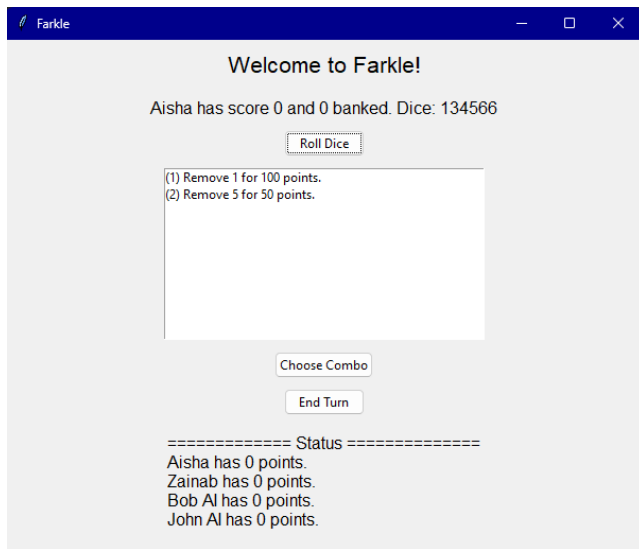 Farkle
Welcome to Farkle!
Aisha has score 0 and 0 banked. Dice: 134566
Roll Dice
(1) Remove 1 for 100 points.
(2) Remove 5 for 50 points.
Choose Combo
End Turn
============= Status ==============
Aisha has 0 points.
Zainab has 0 points.
Bob AI has 0 points.
John AI has 0 points.